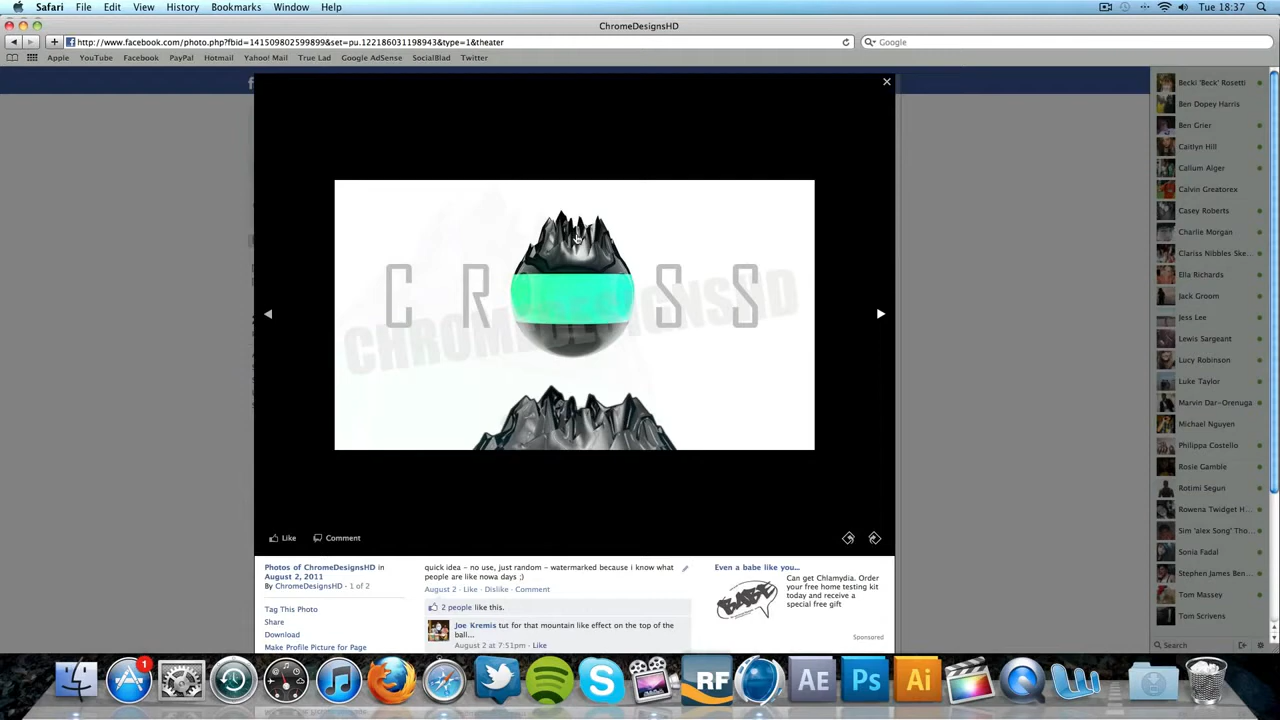 Safari File Edit View History Bookmarks Window Help
Tue 18:37
ChromeDesignsHD
http://www.facebook.com/photo.php?fbid=141509802599899&set=pu.122186031198943&type=1&theater
Google
Apple YouTube Facebook PayPal Hotmail Yahoo! Mail True Lad Google AdSense SocialBlad Twitter
C R S S
CHROMEDESIGNSHD
Like Comment
Photos of ChromeDesignsHD in
August 2, 2011
By ChromeDesignsHD · 1 of 2
Tag This Photo
Share
Download
Make Profile Picture for Page
quick idea - no use, just random - watermarked because i know what
people are like nowa days ;)
August 2 · Like · Dislike · Comment
2 people like this.
Joe Kremis tut for that mountain like effect on the top of the
ball...
August 2 at 7:51pm · Like
Even a babe like you...
BABE
Can get Chlamydia. Order
your free home testing kit
today and receive a
special free gift
Sponsored
Becki 'Beck' Rosetti
Ben Dopey Harris
Ben Grier
Caitlyn Hill
Callum Alger
Calvin Greatorex
Casey Roberts
Charlie Morgan
Clariss Nibbles Ske...
Ella Richards
Jack Groom
Jess Lee
Lewis Sargeant
Lucy Robinson
Luke Taylor
Marvin Dar-Orenuga
Michael Nguyen
Philippa Costello
Rosie Gamble
Rotimi Segun
Rowena Twidget H...
Sim 'alex Song' Tho...
Sonia Fadal
Stephen James Ben...
Tom Massey
Tom Scrivens
Search
1
RF AE Ps Ai